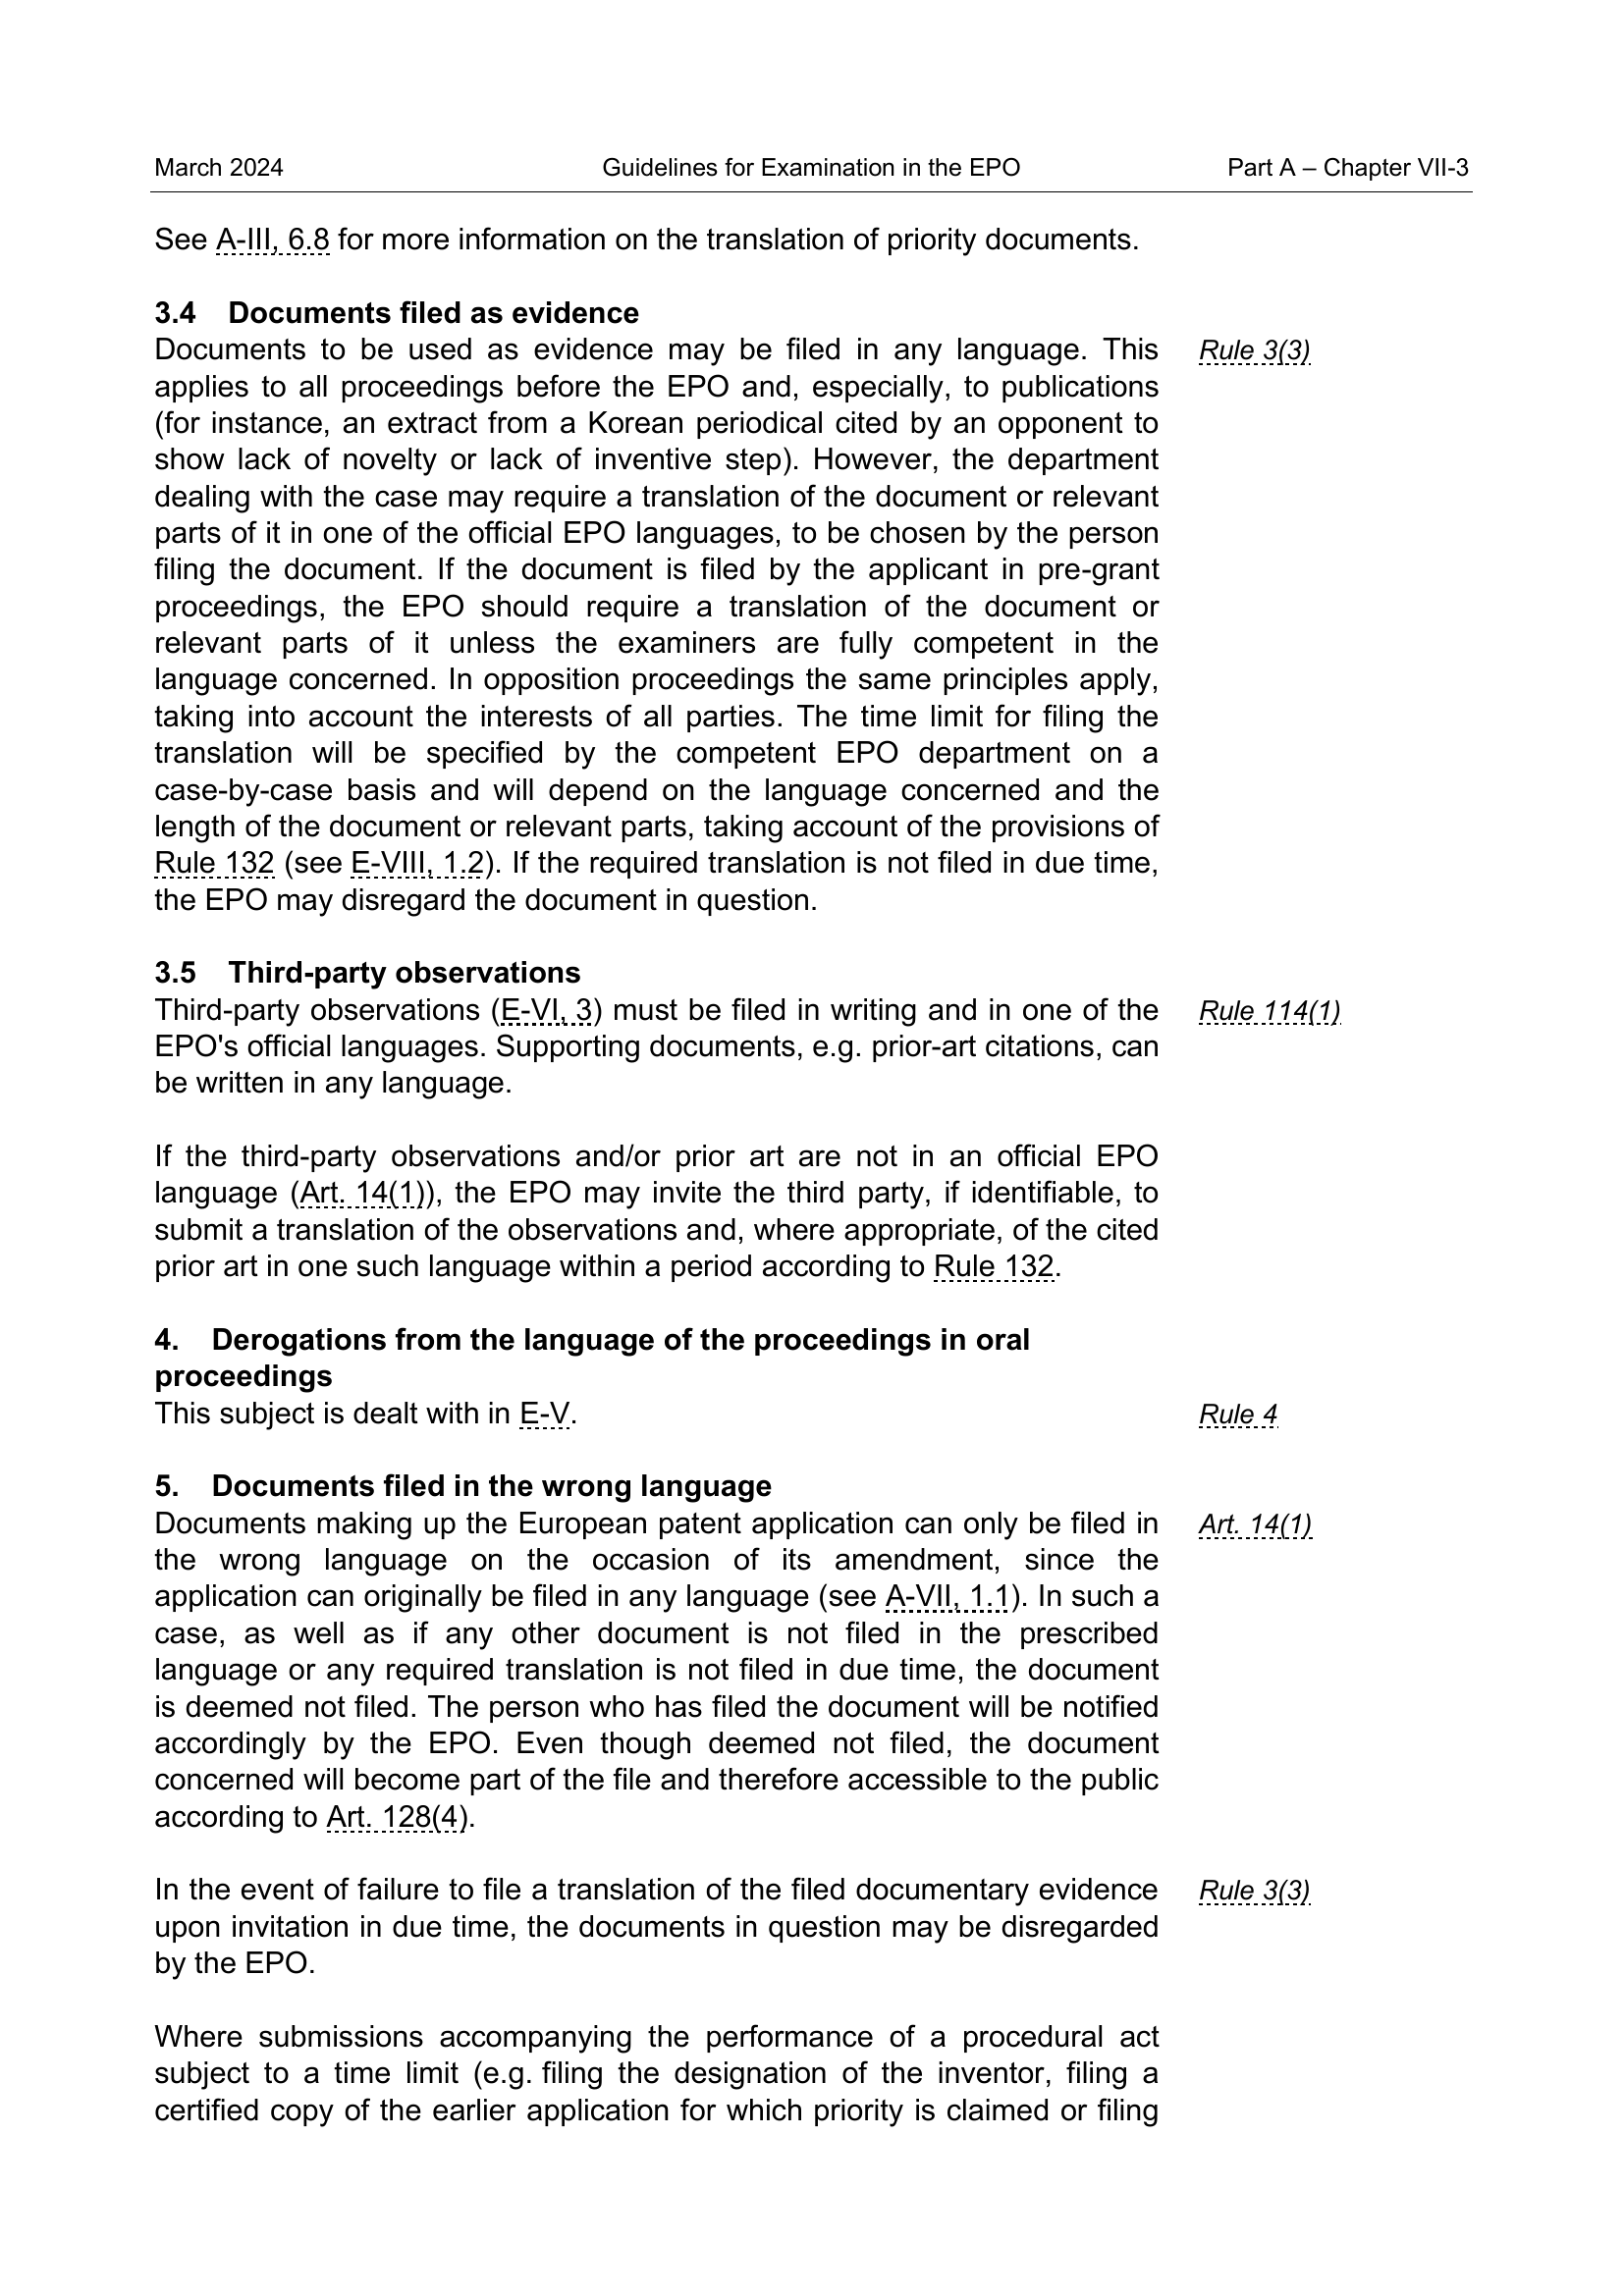 March 2024 Guidelines for Examination in the EPO Part A – Chapter VII-3
See A-III, 6.8 for more information on the translation of priority documents.
3.4 Documents filed as evidence
Documents to be used as evidence may be filed in any language. This Rule 3(3)
applies to all proceedings before the EPO and, especially, to publications
(for instance, an extract from a Korean periodical cited by an opponent to
show lack of novelty or lack of inventive step). However, the department
dealing with the case may require a translation of the document or relevant
parts of it in one of the official EPO languages, to be chosen by the person
filing the document. If the document is filed by the applicant in pre-grant
proceedings, the EPO should require a translation of the document or
relevant parts of it unless the examiners are fully competent in the
language concerned. In opposition proceedings the same principles apply,
taking into account the interests of all parties. The time limit for filing the
translation will be specified by the competent EPO department on a
case-by-case basis and will depend on the language concerned and the
length of the document or relevant parts, taking account of the provisions of
Rule 132 (see E-VIII, 1.2). If the required translation is not filed in due time,
the EPO may disregard the document in question.
3.5 Third-party observations
Third-party observations (E-VI, 3) must be filed in writing and in one of the Rule 114(1)
EPO's official languages. Supporting documents, e.g. prior-art citations, can
be written in any language.
If the third-party observations and/or prior art are not in an official EPO
language (Art. 14(1)), the EPO may invite the third party, if identifiable, to
submit a translation of the observations and, where appropriate, of the cited
prior art in one such language within a period according to Rule 132.
4. Derogations from the language of the proceedings in oral
proceedings
This subject is dealt with in E-V. Rule 4
5. Documents filed in the wrong language
Documents making up the European patent application can only be filed in Art. 14(1)
the wrong language on the occasion of its amendment, since the
application can originally be filed in any language (see A-VII, 1.1). In such a
case, as well as if any other document is not filed in the prescribed
language or any required translation is not filed in due time, the document
is deemed not filed. The person who has filed the document will be notified
accordingly by the EPO. Even though deemed not filed, the document
concerned will become part of the file and therefore accessible to the public
according to Art. 128(4).
In the event of failure to file a translation of the filed documentary evidence Rule 3(3)
upon invitation in due time, the documents in question may be disregarded
by the EPO.
Where submissions accompanying the performance of a procedural act
subject to a time limit (e.g. filing the designation of the inventor, filing a
certified copy of the earlier application for which priority is claimed or filing